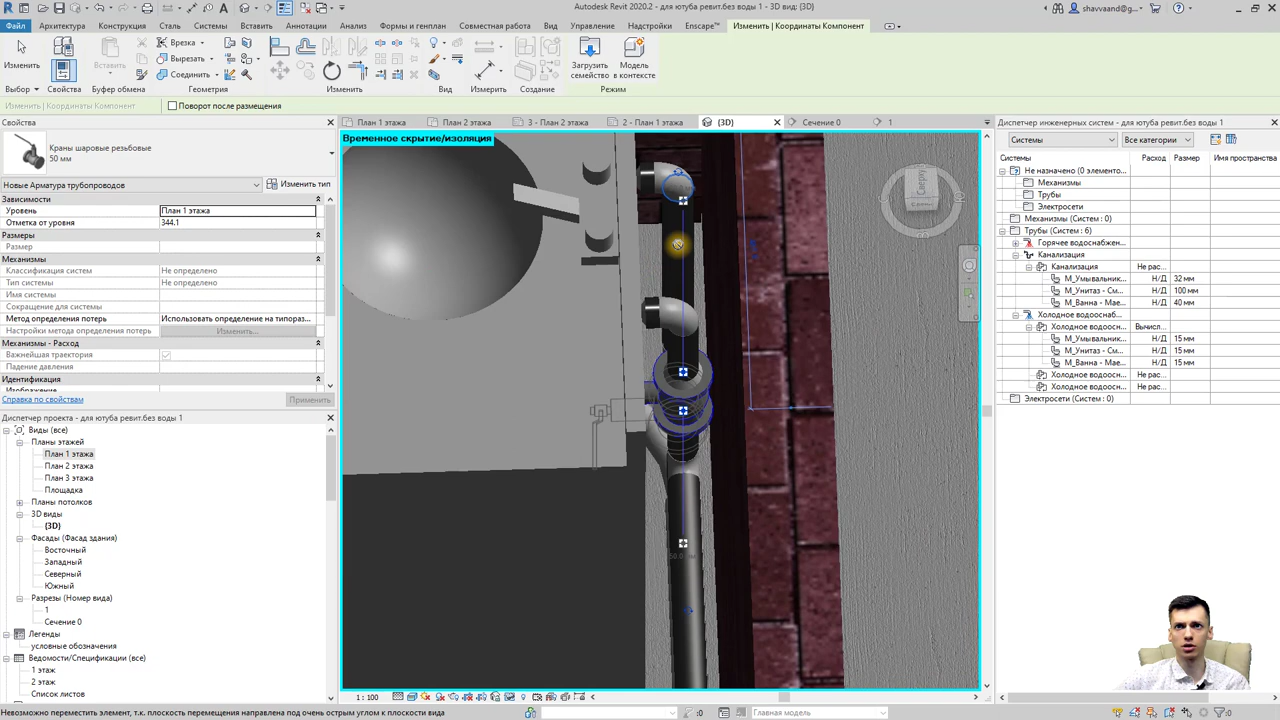 Autodesk Revit 2020.2 - для ютуба ревит.без воды 1 - 3D вид: {3D}
shavvaand@g...
Файл Архитектура Конструкция Сталь Системы Вставить Аннотации Анализ Формы и генплан Совместная работа Вид Управление Надстройки Enscape™ Изменить | Координаты Компонент
Изменить Вставить Врезка Загрузить Модель
Вырезать семейство в контексте
Соединить
Выбор Свойства Буфер обмена Геометрия Изменить Вид Измерить Создание Режим
Изменить | Координаты Компонент Поворот после размещения
Свойства
Краны шаровые резьбовые
50 мм
Новые Арматура трубопроводов Изменить тип
Зависимости
Уровень План 1 этажа
Отметка от уровня 344.1
Размеры
Размер
Механизмы
Классификация систем Не определено
Тип системы Не определено
Имя системы
Сокращение для системы
Метод определения потерь Использовать определение на типораз...
Настройки метода определения потерь Изменить...
Механизмы - Расход
Важнейшая траектория
Падение давления
Идентификация
Изображение
Справка по свойствам Применить
Диспетчер проекта - для ютуба ревит.без воды 1
Виды (все)
Планы этажей
План 1 этажа
План 2 этажа
План 3 этажа
Площадка
Планы потолков
3D виды
{3D}
Фасады (Фасад здания)
Восточный
Западный
Северный
Южный
Разрезы (Номер вида)
1
Сечение 0
Легенды
условные обозначения
Ведомости/Спецификации (все)
1 этаж
2 этаж
Список листов
План 1 этажа План 2 этажа 3 - План 2 этажа 2 - План 1 этажа {3D} Сечение 0 1
Временное скрытие/изоляция
Сверху
50.0 мм
1 : 100
Диспетчер инженерных систем - для ютуба ревит.без воды 1
Системы Все категории
Системы Расход Размер Имя пространства
Не назначено (0 элементо...
Механизмы
Трубы
Электросети
Механизмы (Систем : 0)
Трубы (Систем : 6)
Горячее водоснабжен...
Канализация
Канализация Не рас...
М_Умывальник... Н/Д 32 мм
М_Унитаз - См... Н/Д 100 мм
М_Ванна - Мае... Н/Д 40 мм
Холодное водоснаб...
Холодное водоосн... Вычисл...
М_Умывальник... Н/Д 15 мм
М_Унитаз - См... Н/Д 15 мм
М_Ванна - Мае... Н/Д 15 мм
Холодное водоосн... Не рас...
Холодное водоосн... Не рас...
Электросети (Систем : 0)
Невозможно переместить элемент, т.к. плоскость перемещения направлена под очень острым углом к плоскости вида :0 Главная модель :0